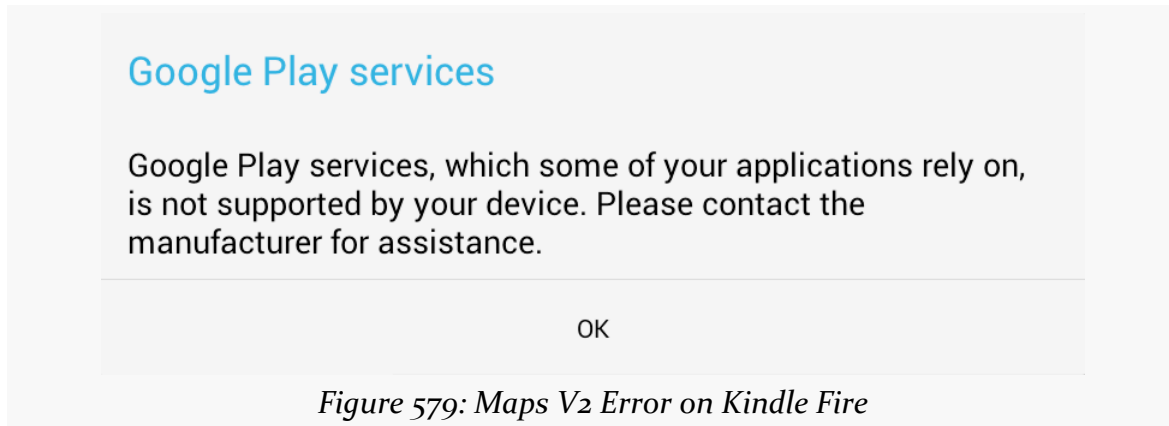 Google Play services
Google Play services, which some of your applications rely on,
is not supported by your device. Please contact the
manufacturer for assistance.
OK
Figure 579: Maps V2 Error on Kindle Fire